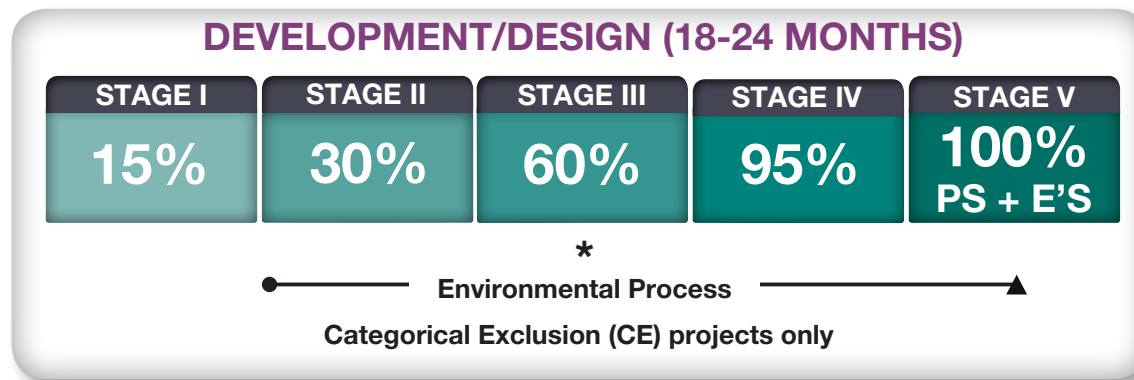 DEVELOPMENT/DESIGN (18-24 MONTHS)
STAGE I
15%
STAGE II
30%
STAGE III
60%
STAGE IV
95%
STAGE V
100%
PS + E’S
*
Environmental Process
Categorical Exclusion (CE) projects only